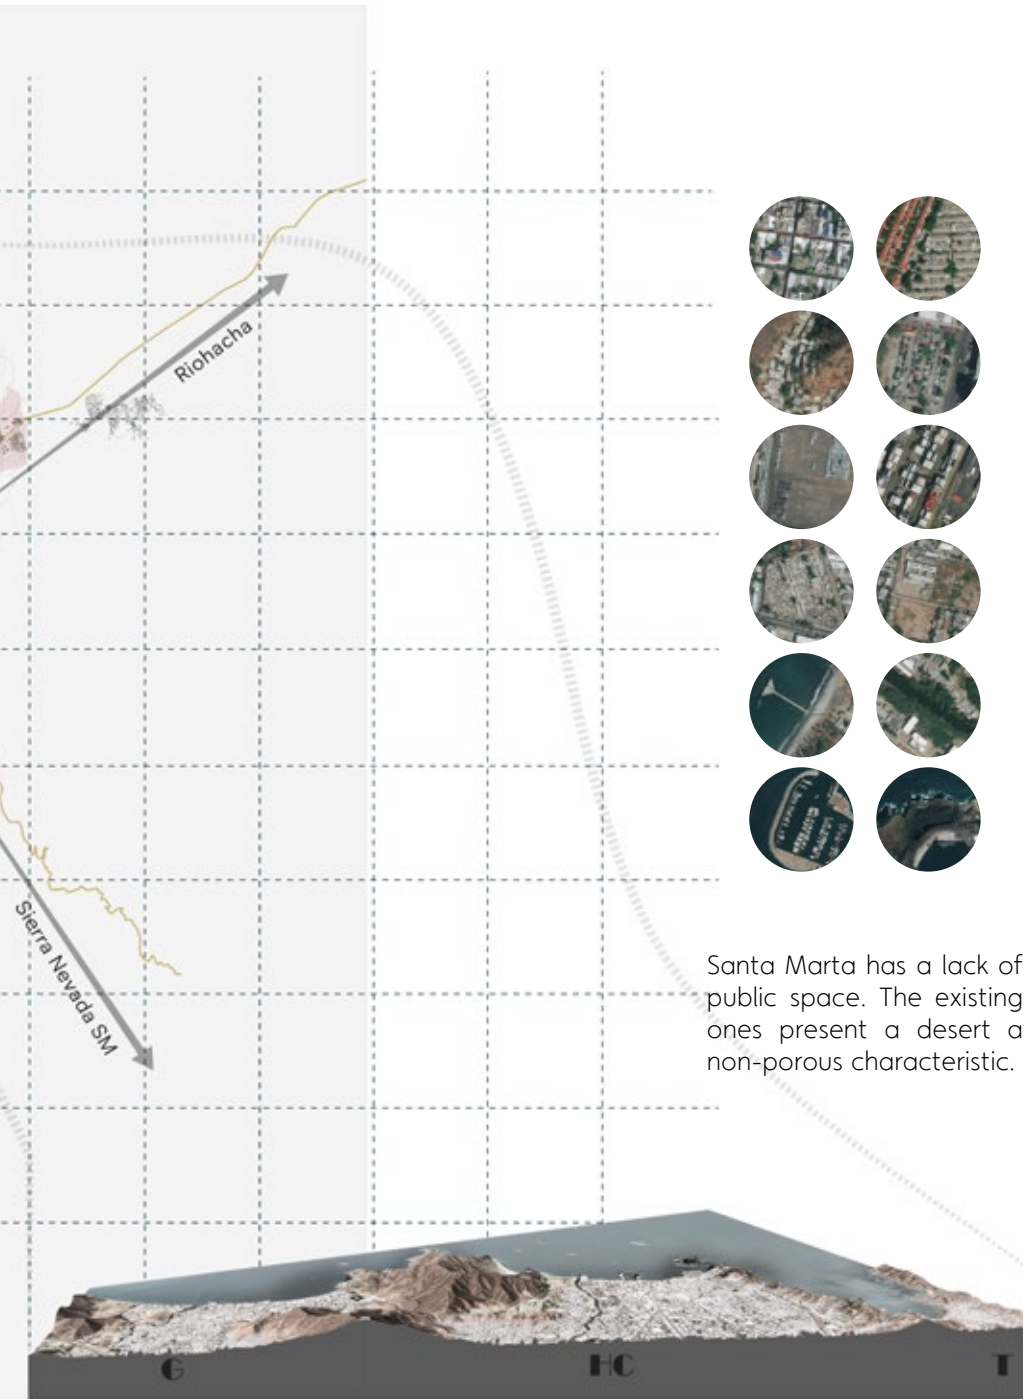 Riohacha
Sierra Nevada SM
Santa Marta has a lack of
public space. The existing
ones present a desert a
non-porous characteristic.
G
HC
T